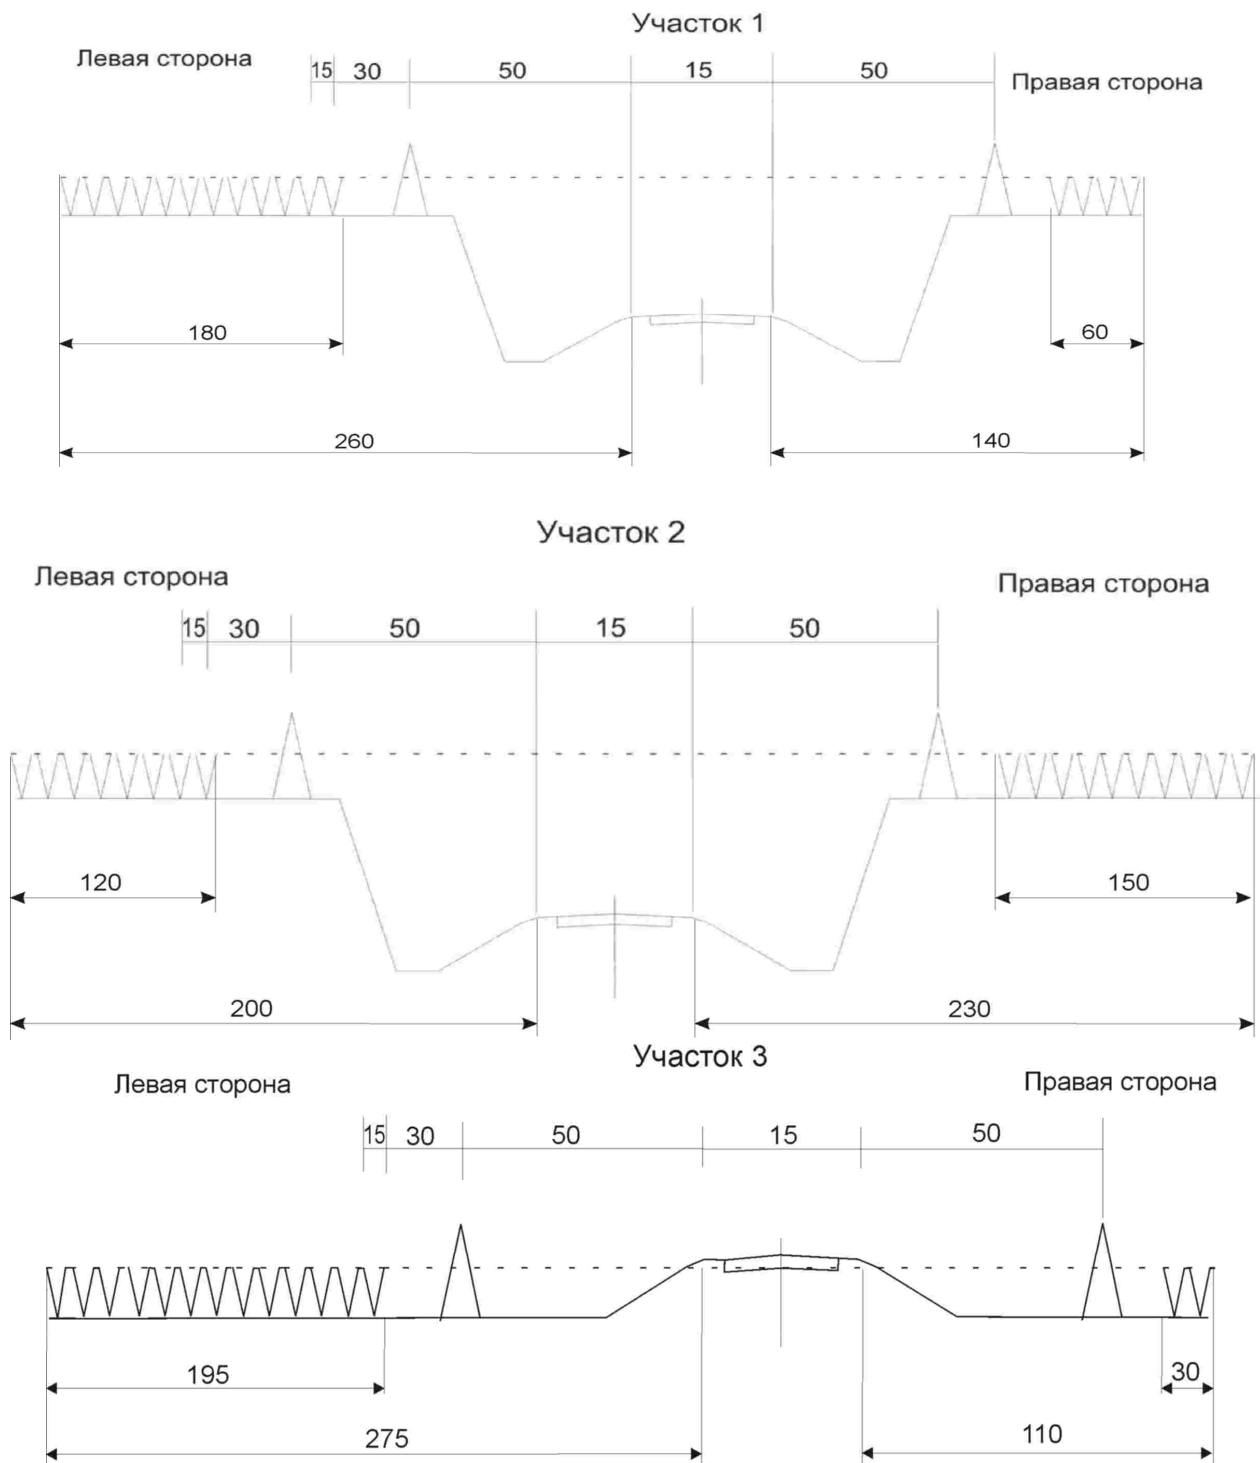 Участок 1
Левая сторона
15 30 50 15 50
Правая сторона
180
60
260
140
Участок 2
Левая сторона
Правая сторона
15 30 50 15 50
120
150
200
230
Участок 3
Левая сторона
Правая сторона
15 30 50 15 50
195
30
275
110